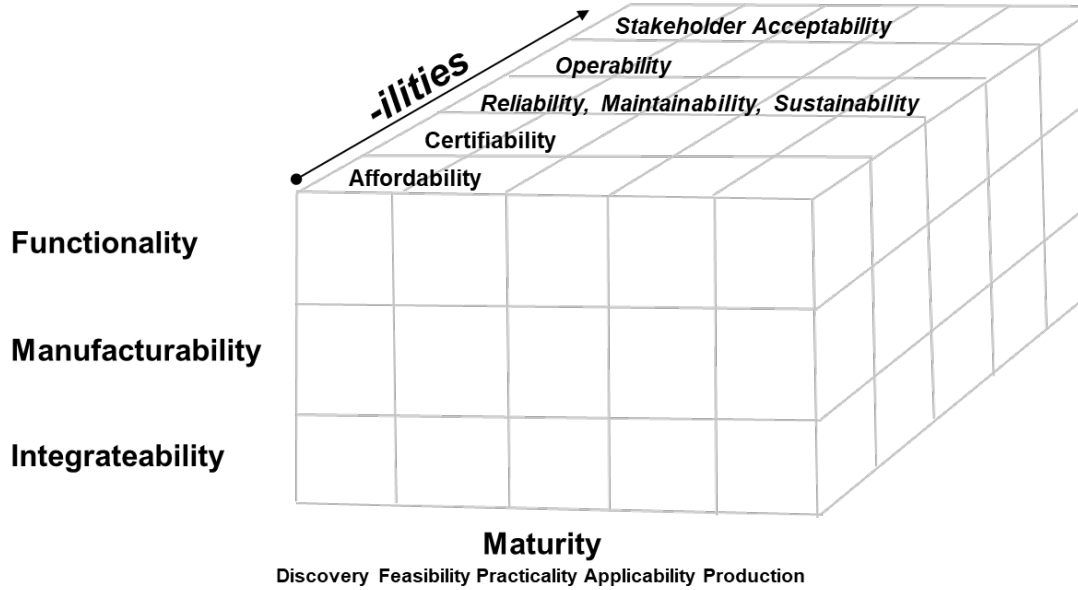 -ilities
Stakeholder Acceptability
Operability
Reliability, Maintainability, Sustainability
Certifiability
Affordability
Functionality
Manufacturability
Integrateability
Maturity
Discovery Feasibility Practicality Applicability Production